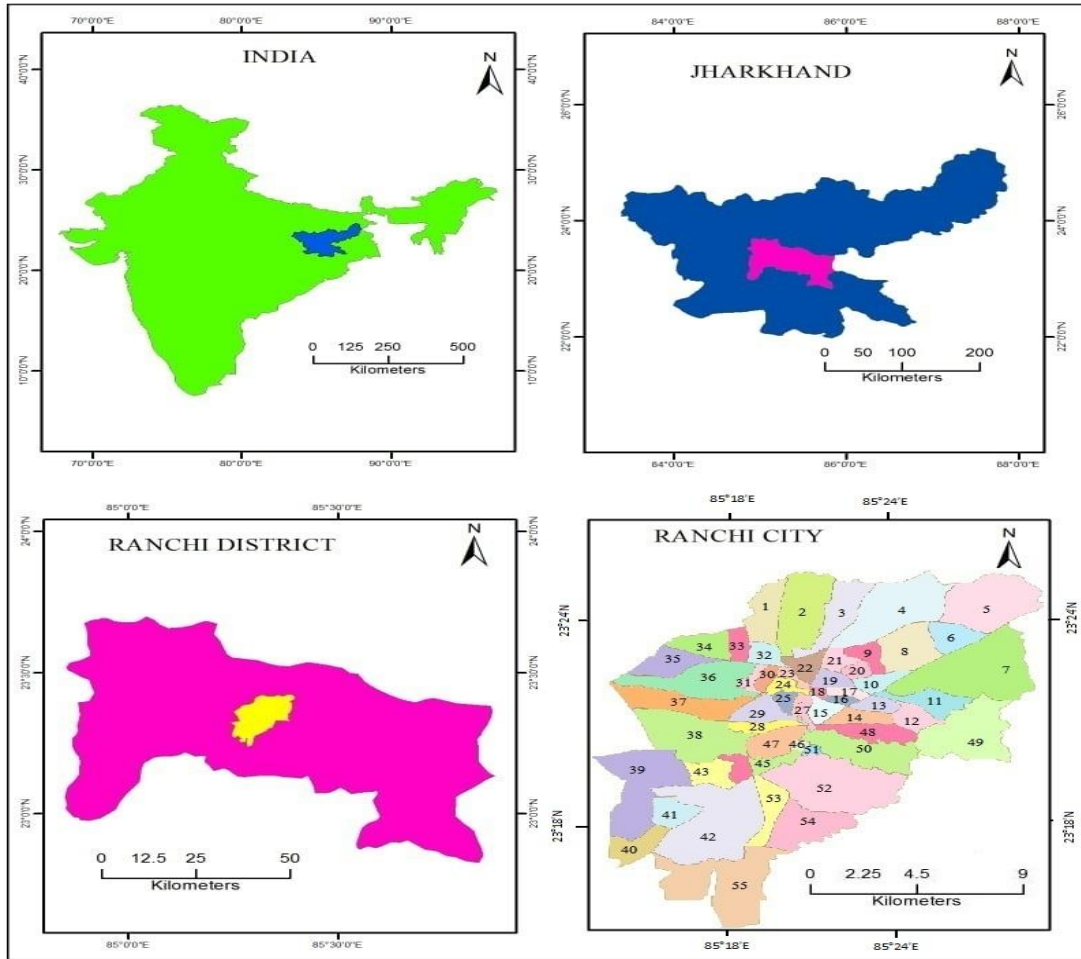 70°0'0"E 80°0'0"E 90°0'0"E
INDIA
N
40°0'0"N 30°0'0"N 20°0'0"N 10°0'0"N
40°0'0"N 30°0'0"N 20°0'0"N 10°0'0"N
0 125 250 500
Kilometers
70°0'0"E 80°0'0"E 90°0'0"E
84°0'0"E 86°0'0"E 88°0'0"E
JHARKHAND
N
26°0'0"N 24°0'0"N 22°0'0"N
26°0'0"N 24°0'0"N 22°0'0"N
0 50 100 200
Kilometers
84°0'0"E 86°0'0"E 88°0'0"E
85°0'0"E 85°30'0"E
RANCHI DISTRICT
N
24°0'0"N 23°30'0"N 23°0'0"N
24°0'0"N 23°30'0"N 23°0'0"N
0 12.5 25 50
Kilometers
85°0'0"E 85°30'0"E
85°18'E 85°24'E
RANCHI CITY
N
23°24'N 23°18'N
23°24'N 23°18'N
1 2 3 4 5
6
34 33 32 22 21 9 8
35 36 31 30 23 20 7
24 18 19 17 10
37 25 16 13 11
29 27 15 14 12
38 28 48
47 46 51 50 49
39 43 45 52
41 53
42 54
40
55
0 2.25 4.5 9
Kilometers
85°18'E 85°24'E